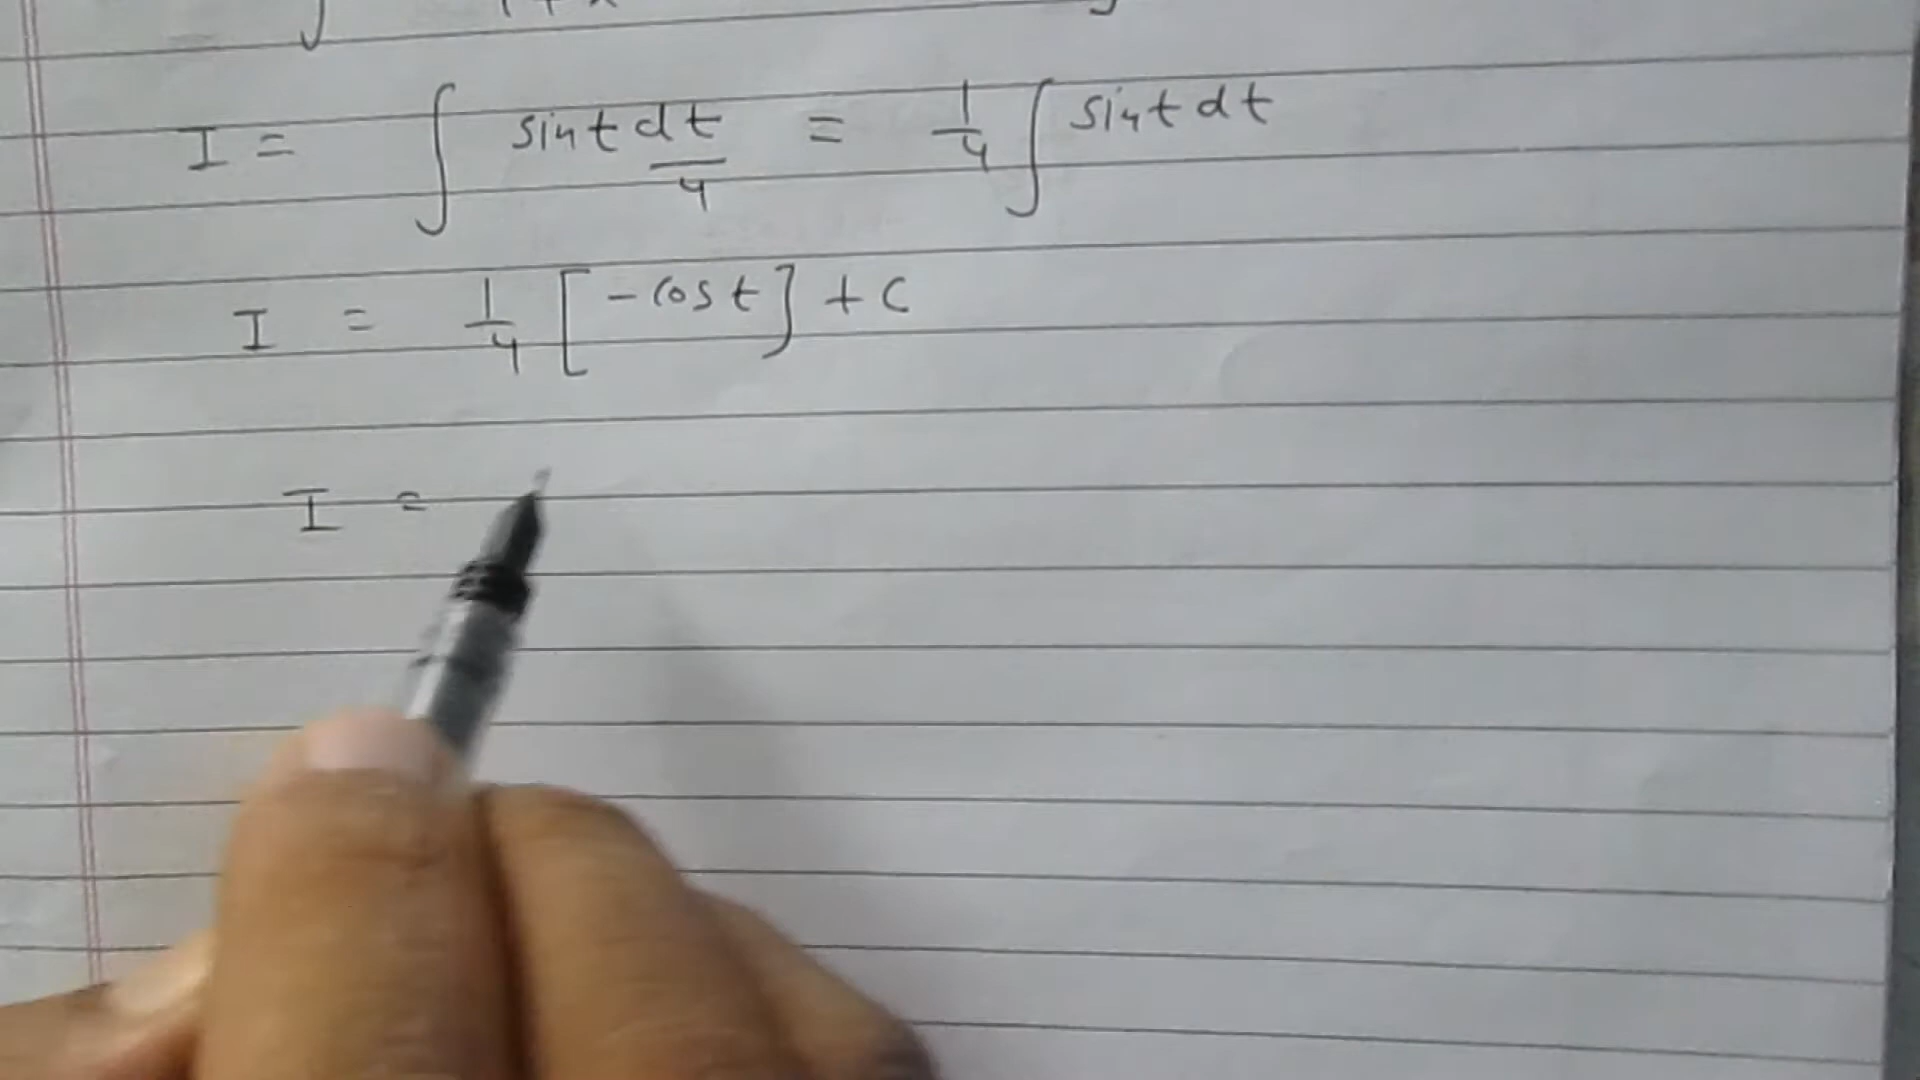 I = ∫ sint dt/4 = 1/4 ∫ sint dt
I = 1/4 [-cost] + c
I =